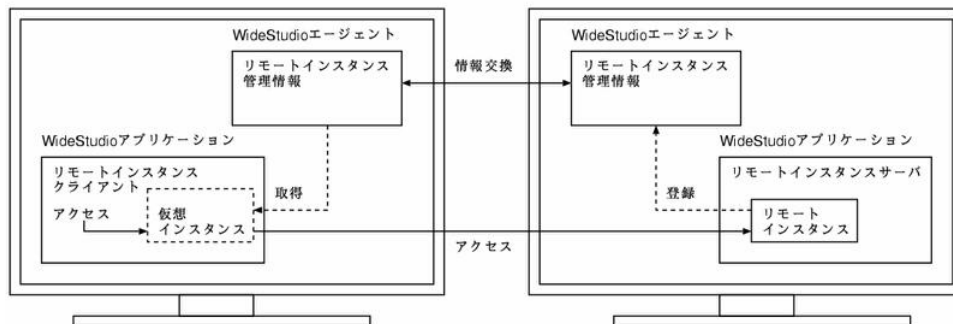 WideStudioエージェント
リモートインスタンス
管理情報
WideStudioアプリケーション
リモートインスタンス
クライアント
アクセス
仮想
インスタンス
取得
情報交換
アクセス
WideStudioエージェント
リモートインスタンス
管理情報
WideStudioアプリケーション
リモートインスタンスサーバ
登録
リモート
インスタンス